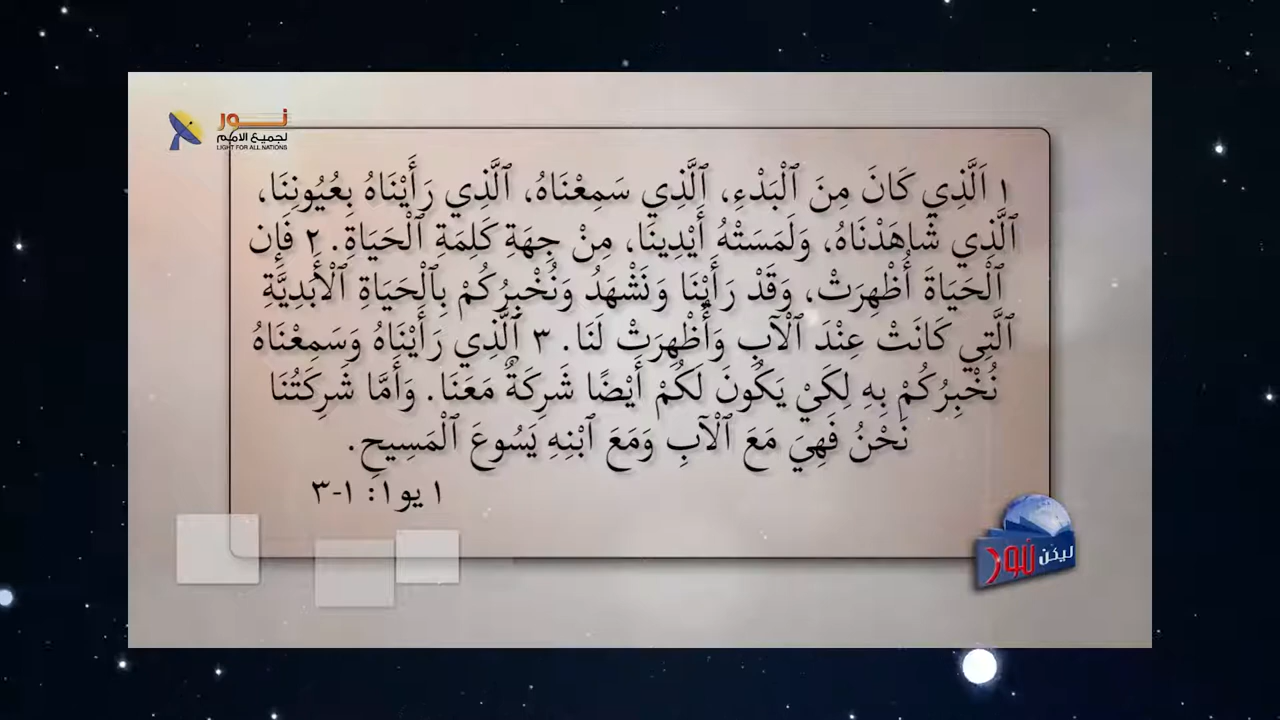 نـور
لجميع الامم
LIGHT FOR ALL NATIONS
١ اَلَّذِي كَانَ مِنَ ٱلْبَدْءِ، ٱلَّذِي سَمِعْنَاهُ، ٱلَّذِي رَأَيْنَاهُ بِعُيُونِنَا،
ٱلَّذِي شَاهَدْنَاهُ، وَلَمَسَتْهُ أَيْدِينَا، مِنْ جِهَةِ كَلِمَةِ ٱلْحَيَاةِ. ٢ فَإِن
ٱلْحَيَاةَ أُظْهِرَتْ، وَقَدْ رَأَيْنَا وَنَشْهَدُ وَنُخْبِرُكُمْ بِٱلْحَيَاةِ ٱلْأَبَدِيَّةِ
ٱلَّتِي كَانَتْ عِنْدَ ٱلْآبِ وَأُظْهِرَتْ لَنَا. ٣ ٱلَّذِي رَأَيْنَاهُ وَسَمِعْنَاهُ
نُخْبِرُكُمْ بِهِ لِكَيْ يَكُونَ لَكُمْ أَيْضًا شَرِكَةٌ مَعَنَا. وَأَمَّا شَرِكَتُنَا
نَحْنُ فَهِيَ مَعَ ٱلْآبِ وَمَعَ ٱبْنِهِ يَسُوعَ ٱلْمَسِيحِ.
١ يو١: ١-٣
ليكن نور